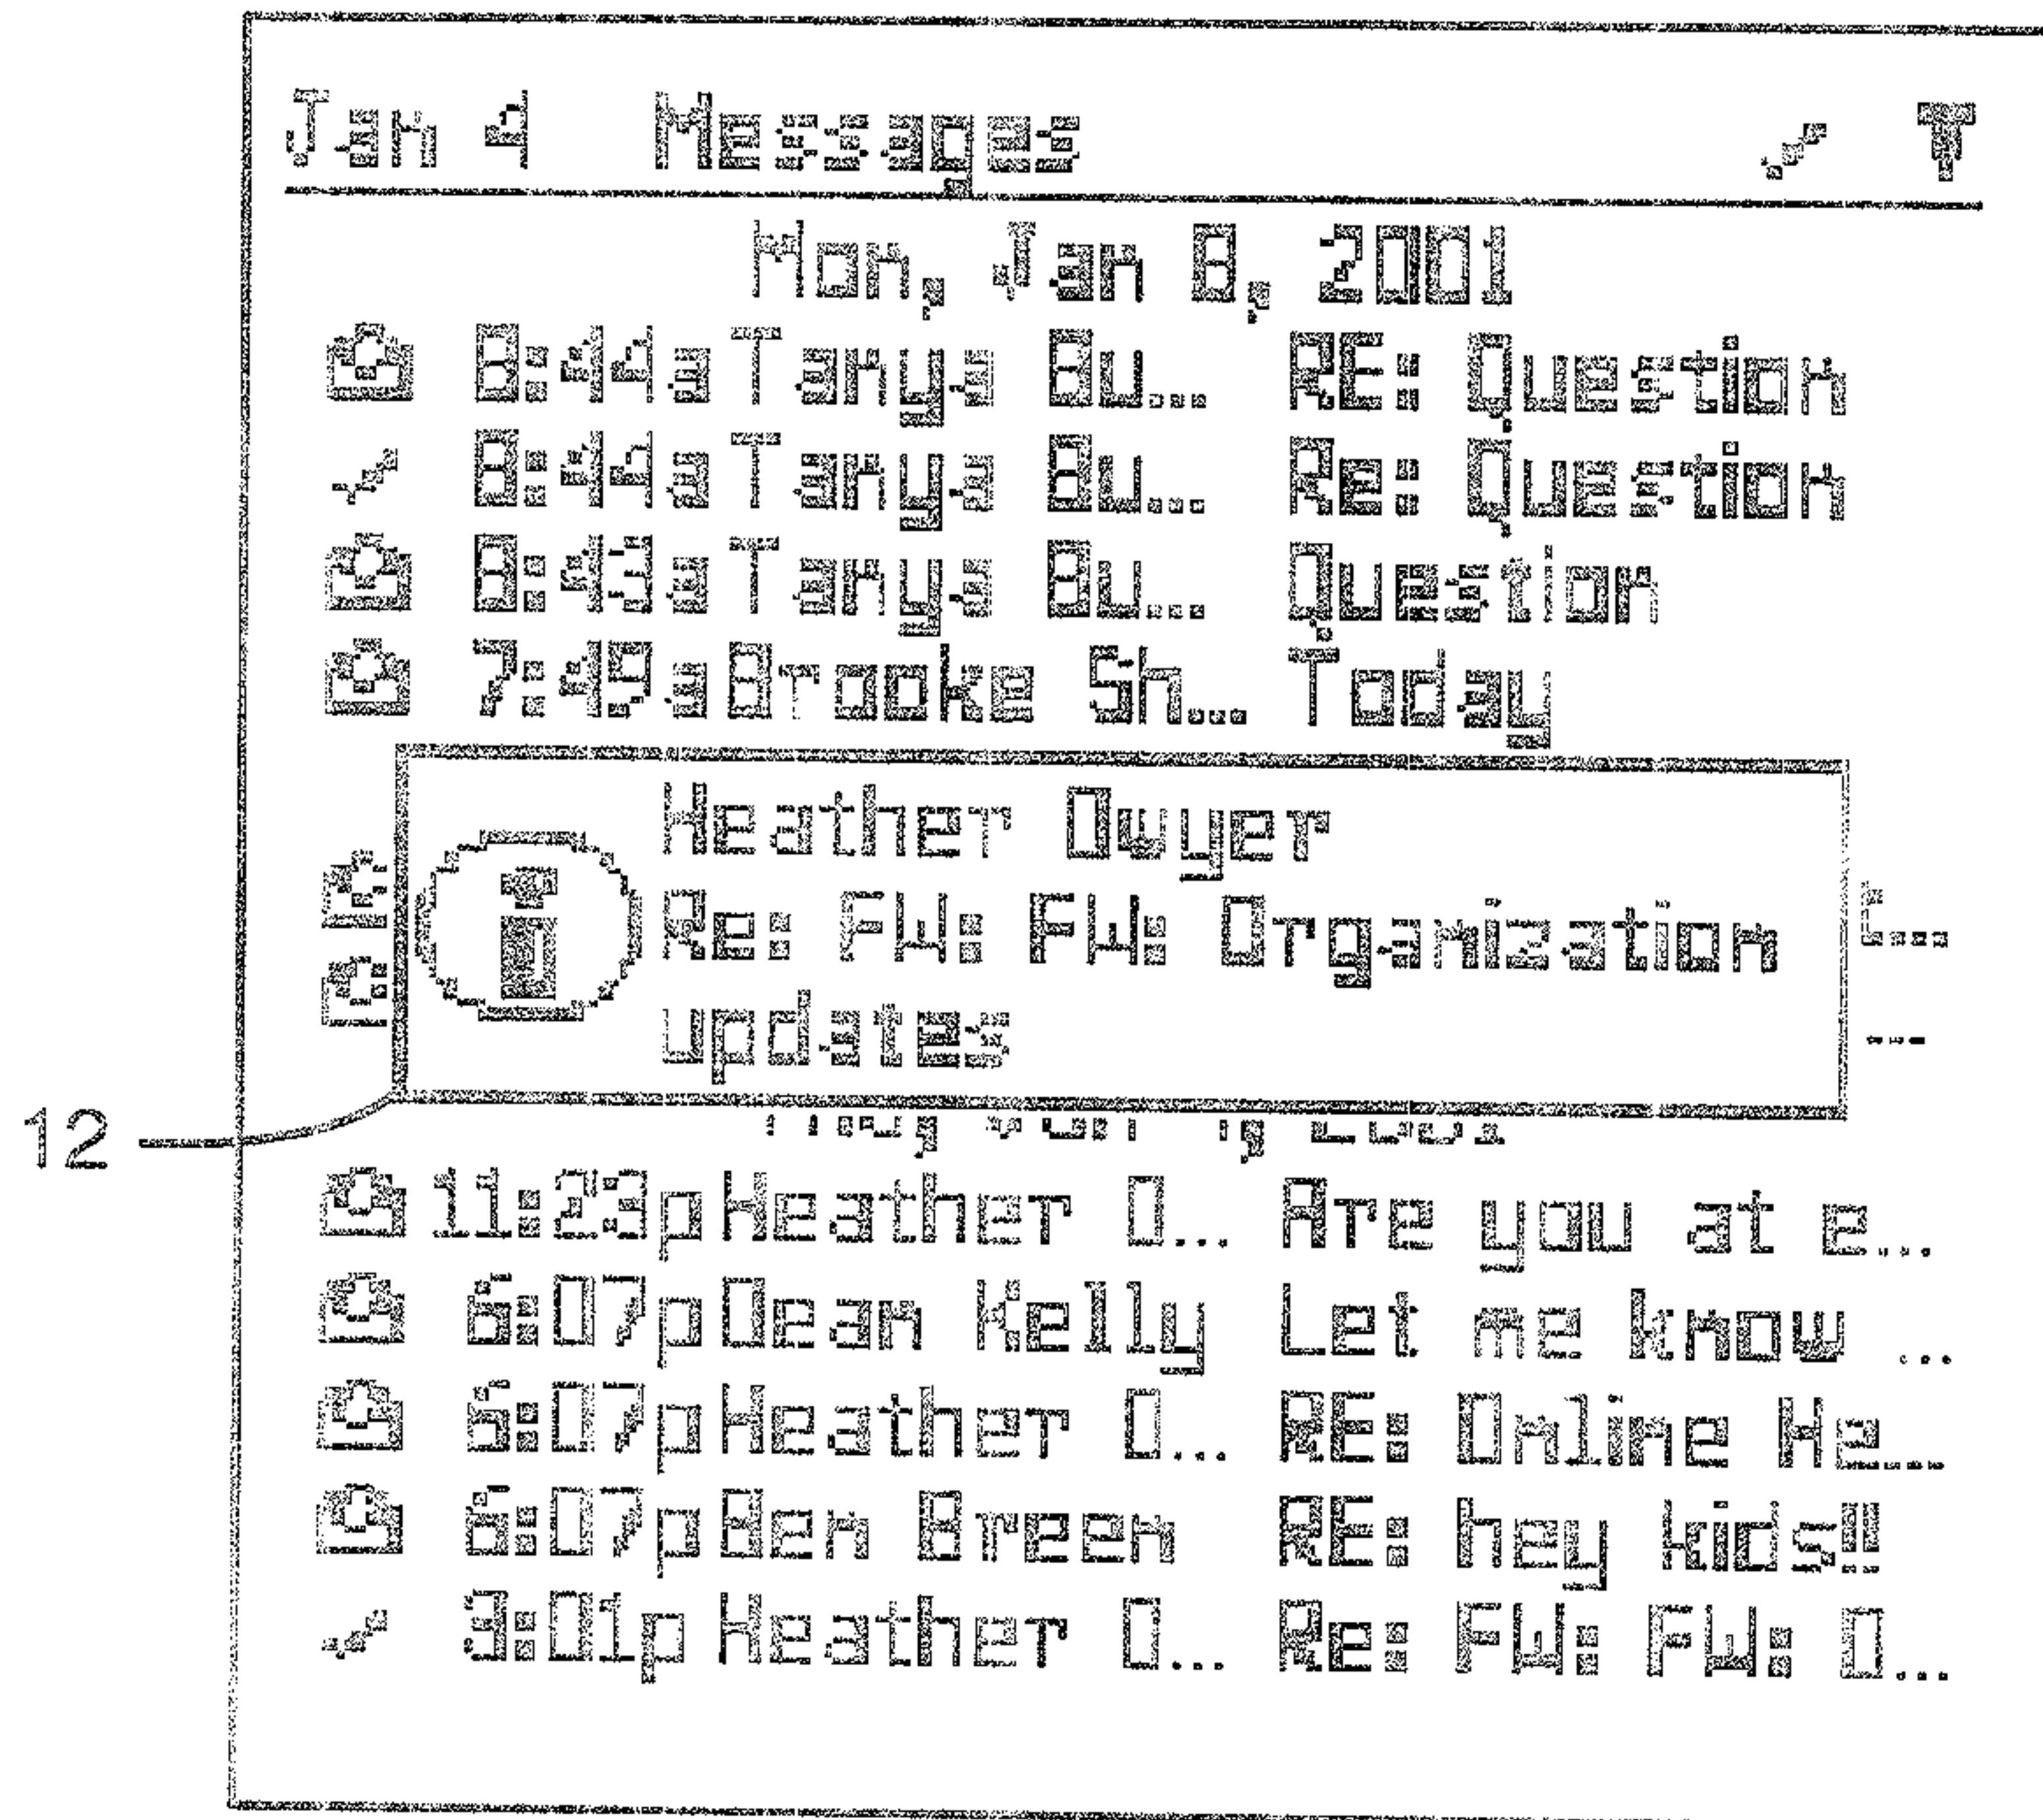 Jan 4 Messages
Mon, Jan 8, 2001
8:44a Tanya Bu... RE: Question
8:44a Tanya Bu... Re: Question
8:43a Tanya Bu... Question
7:49a Brooke Sh... Today
Heather Dwyer
Re: FW: FW: Organization
updates
12
11:23p Heather D... Are you at e...
6:07p Dean Kelly Let me know ...
6:07p Heather D... RE: Online He...
6:07p Ben Breen RE: hey kids!!
3:01p Heather D... Re: FW: FW: O...